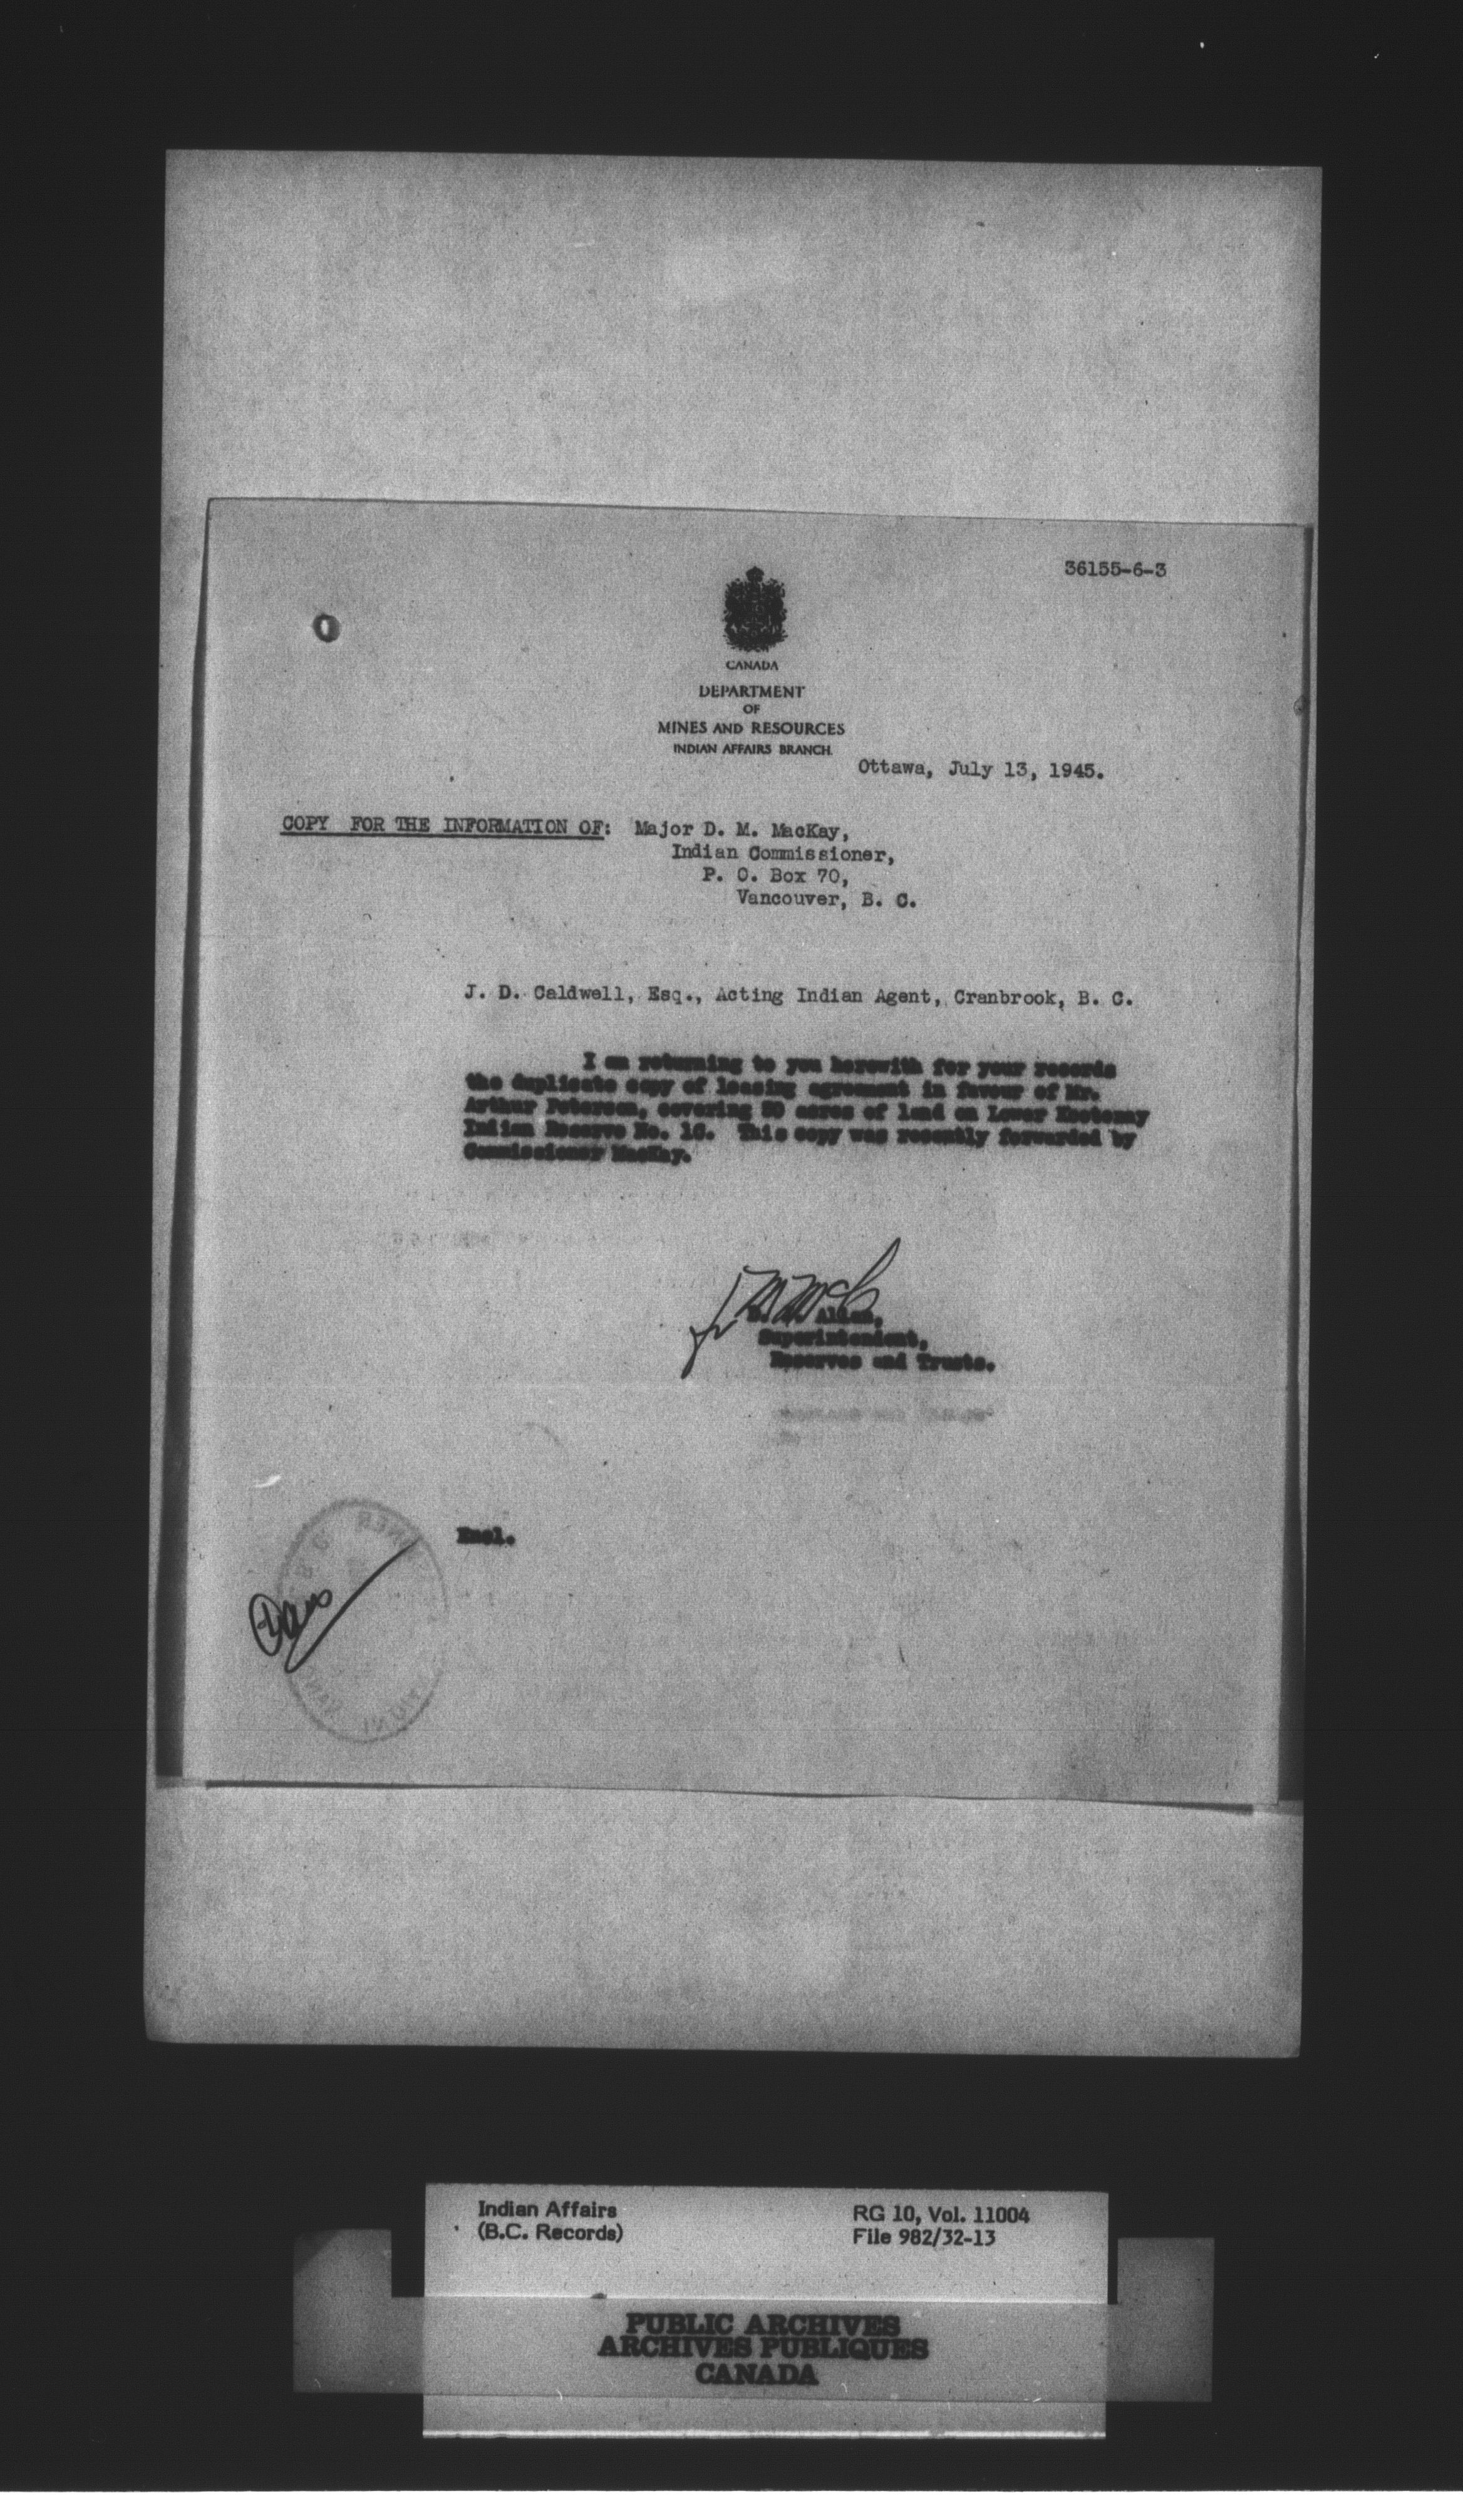 36155-6-3
CANADA
DEPARTMENT
OF
MINES AND RESOURCES
INDIAN AFFAIRS BRANCH
Ottawa, July 13, 1945.
COPY FOR THE INFORMATION OF: Major D. M. MacKay,
Indian Commissioner,
P. O. Box 70,
Vancouver, B. C.
J. D. Caldwell, Esq., Acting Indian Agent, Cranbrook, B. C.
I am returning to you herewith for your records
the duplicate copy of leasing agreement in favour of Mr.
Arthur Peterson, covering acres of land on Lower Kootenay
Indian Reserve No. This copy was recently forwarded by
Commissioner MacKay.
Allan,
Superintendent,
Reserves and Trusts.
Encl.
Indian Affairs
(B.C. Records)
RG 10, Vol. 11004
File 982/32-13
PUBLIC ARCHIVES
ARCHIVES PUBLIQUES
CANADA